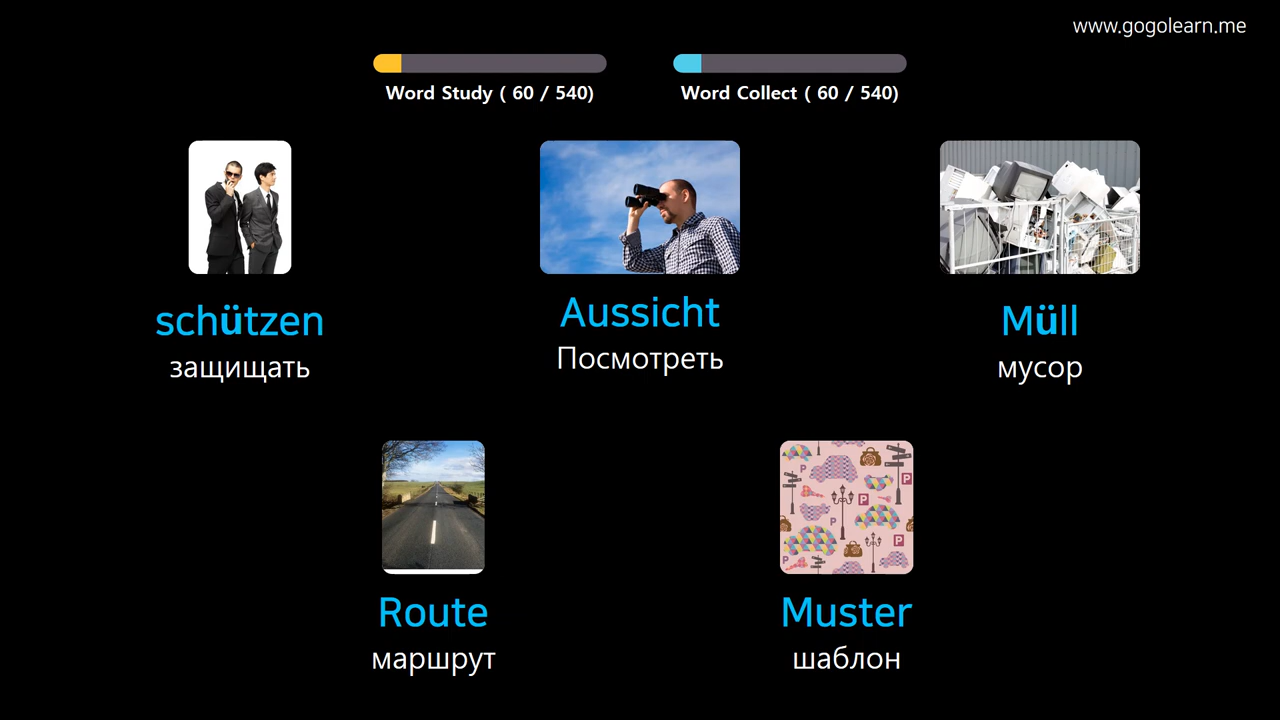 www.gogolearn.me
Word Study ( 60 / 540)
Word Collect ( 60 / 540)
schützen
защищать
Aussicht
Посмотреть
Müll
мусор
P
P
P
P
P
P
Route
маршрут
Muster
шаблон